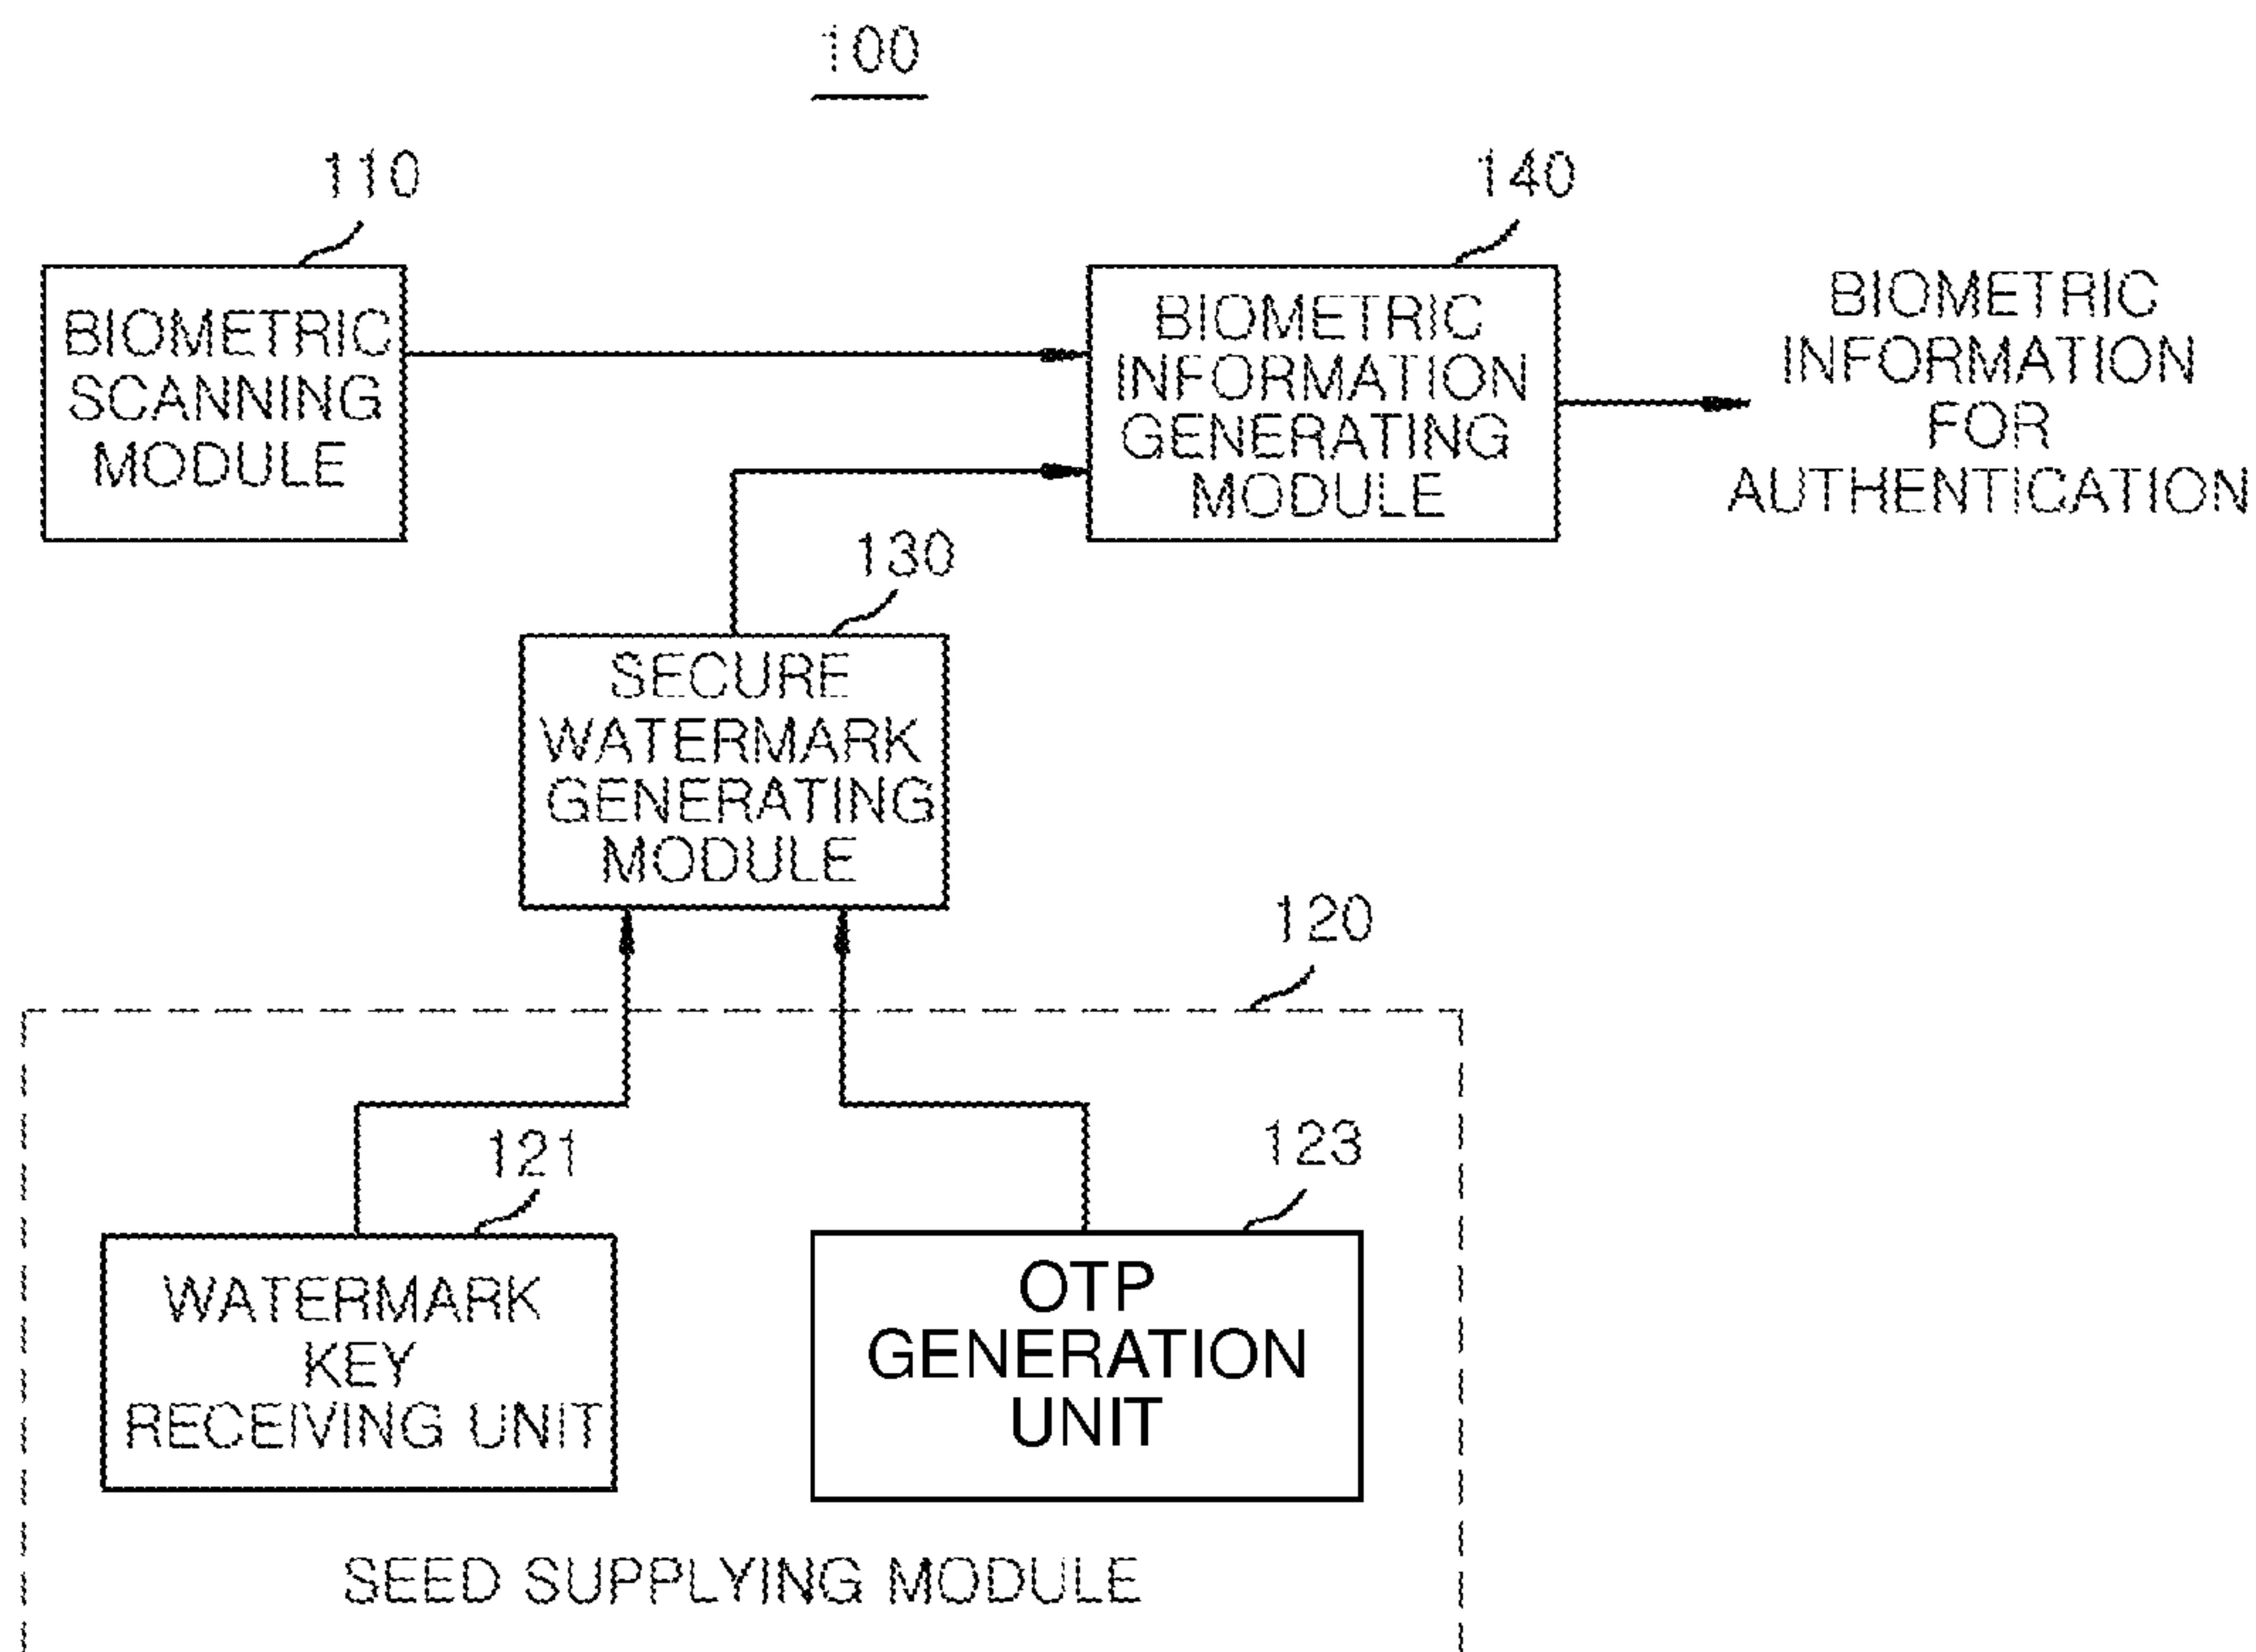 100
110
BIOMETRIC
SCANNING
MODULE
140
BIOMETRIC
INFORMATION
GENERATING
MODULE
BIOMETRIC
INFORMATION
FOR
AUTHENTICATION
130
SECURE
WATERMARK
GENERATING
MODULE
120
121
WATERMARK
KEY
RECEIVING UNIT
123
OTP
GENERATION
UNIT
SEED SUPPLYING MODULE